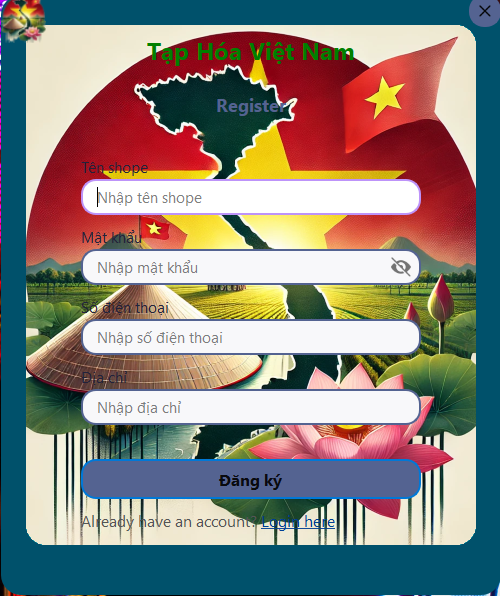 Tạp Hóa Việt Nam
Register
Tên shope
Nhập tên shope
Mật khẩu
Nhập mật khẩu
Số điện thoại
Nhập số điện thoại
Địa chỉ
Nhập địa chỉ
Đăng ký
Already have an account? Login here